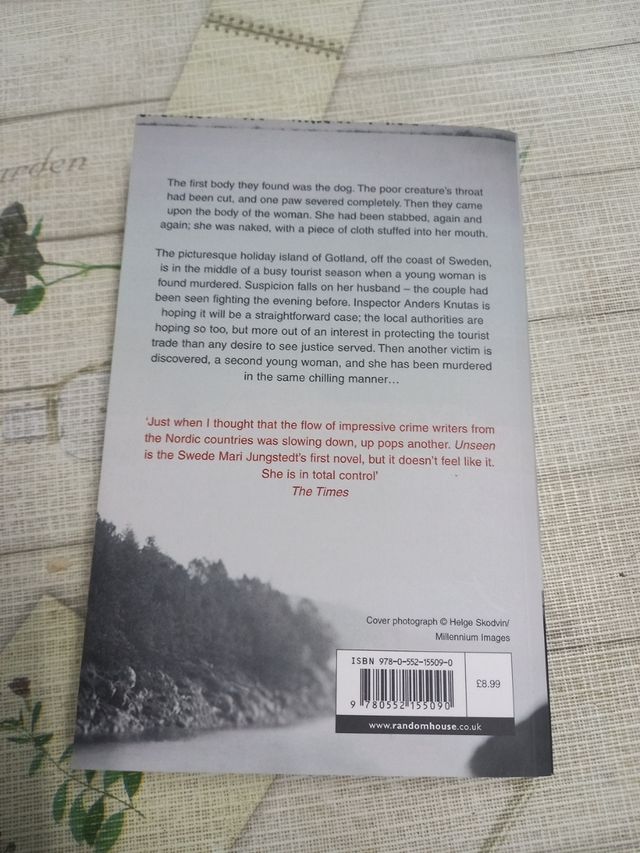 arden
The first body they found was the dog. The poor creature's throat
had been cut, and one paw severed completely. Then they came
upon the body of the woman. She had been stabbed, again and
again; she was naked, with a piece of cloth stuffed into her mouth.
The picturesque holiday island of Gotland, off the coast of Sweden,
is in the middle of a busy tourist season when a young woman is
found murdered. Suspicion falls on her husband – the couple had
been seen fighting the evening before. Inspector Anders Knutas is
hoping it will be a straightforward case; the local authorities are
hoping so too, but more out of an interest in protecting the tourist
trade than any desire to see justice served. Then another victim is
discovered, a second young woman, and she has been murdered
in the same chilling manner...
'Just when I thought that the flow of impressive crime writers from
the Nordic countries was slowing down, up pops another. Unseen
is the Swede Mari Jungstedt's first novel, but it doesn't feel like it.
She is in total control'
The Times
Cover photograph © Helge Skodvin/
Millennium Images
ISBN 978-0-552-15509-0
£8.99
9 780552 155090
www.randomhouse.co.uk